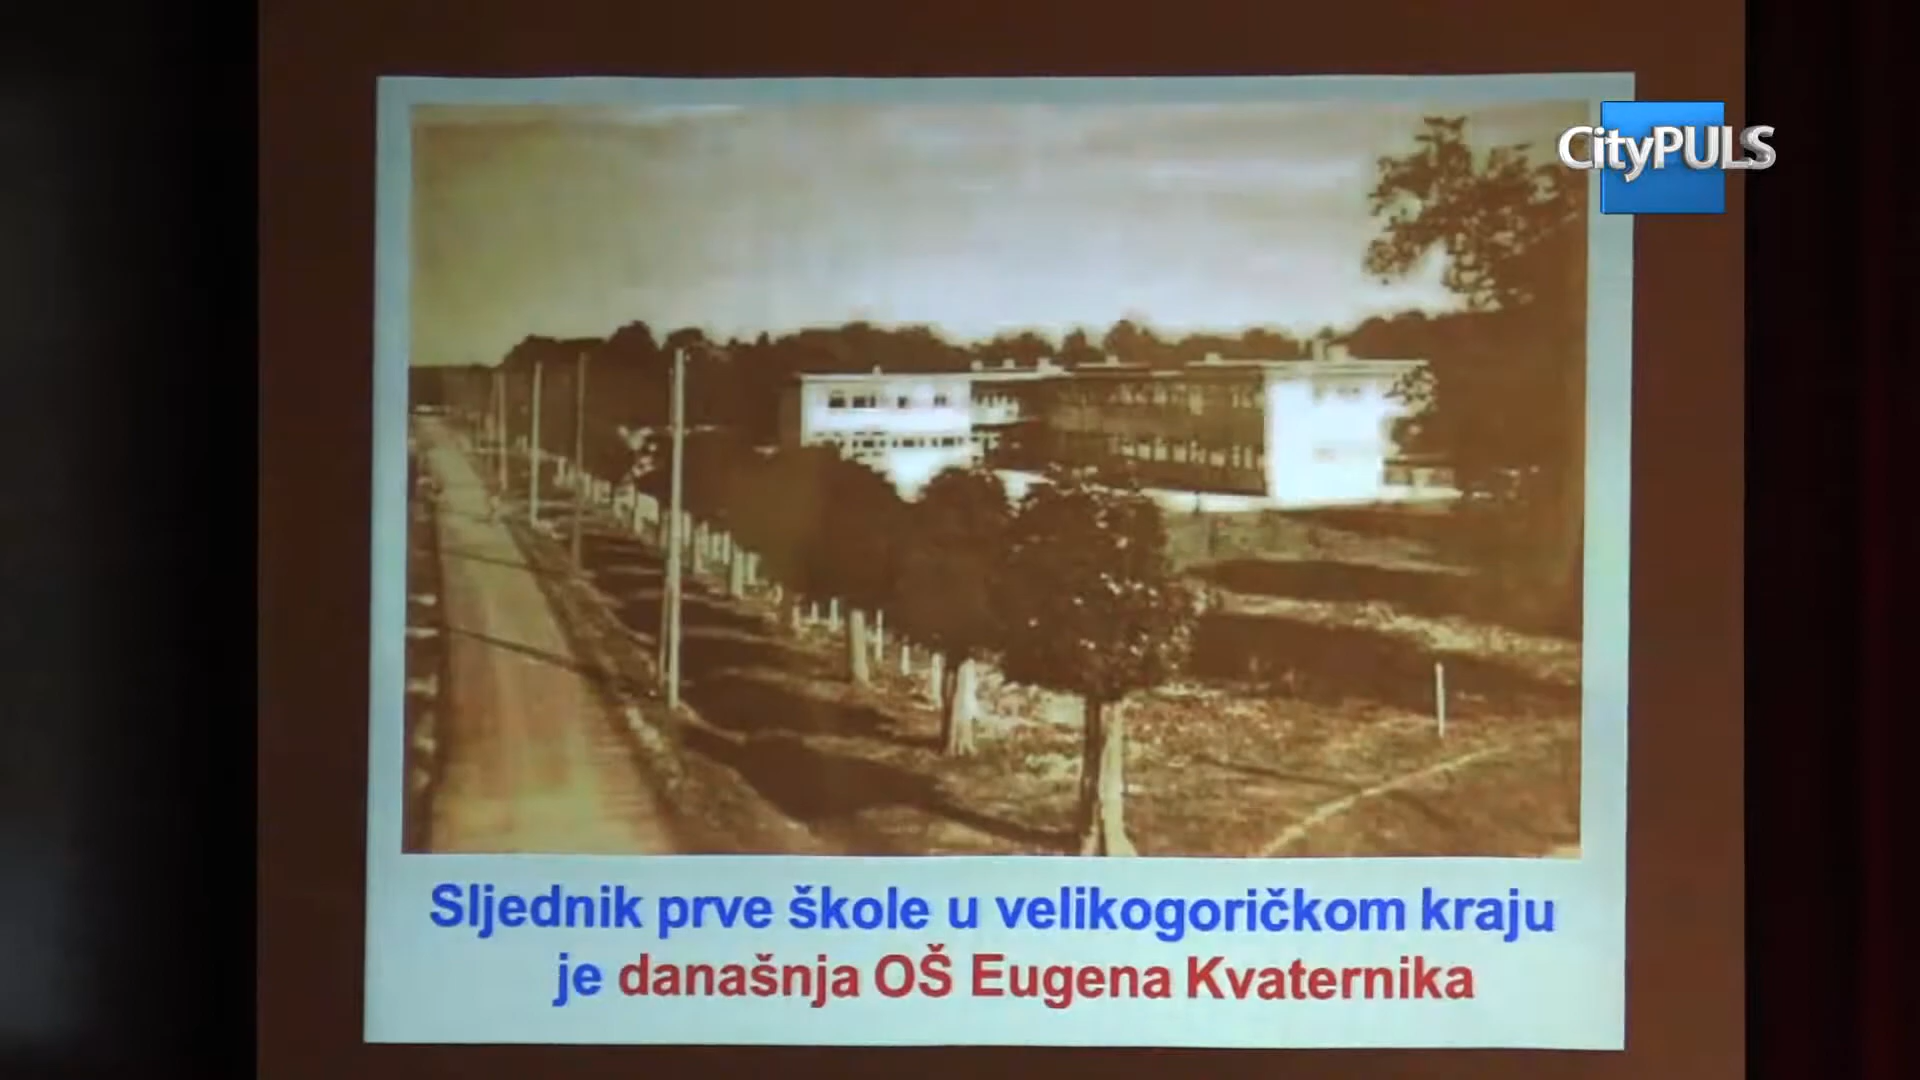 CityPULS
Sljednik prve škole u velikogoričkom kraju
je današnja OŠ Eugena Kvaternika